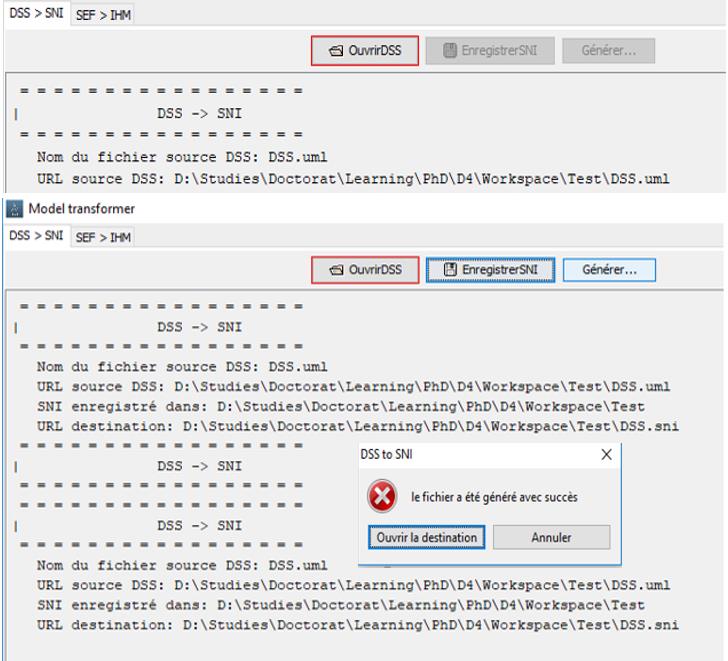 DSS > SNI SEF > IHM
OuvrirDSS EnregistrerSNI Générer...
= = = = = = = = = = = = = = = = =
| DSS -> SNI
= = = = = = = = = = = = = = = = =
Nom du fichier source DSS: DSS.uml
URL source DSS: D:\Studies\Doctorat\Learning\PhD\D4\Workspace\Test\DSS.uml
Model transformer
DSS > SNI SEF > IHM
OuvrirDSS EnregistrerSNI Générer...
= = = = = = = = = = = = = = = = =
| DSS -> SNI
= = = = = = = = = = = = = = = = =
Nom du fichier source DSS: DSS.uml
URL source DSS: D:\Studies\Doctorat\Learning\PhD\D4\Workspace\Test\DSS.uml
SNI enregistré dans: D:\Studies\Doctorat\Learning\PhD\D4\Workspace\Test
URL destination: D:\Studies\Doctorat\Learning\PhD\D4\Workspace\Test\DSS.sni
= = = = = = = = = = = = = = = = =
| DSS -> SNI
= = = = = = = = = = = = = = = = =
= = = = = = = = = = = = = = = = =
| DSS -> SNI
= = = = = = = = = = = = = = = = =
Nom du fichier source DSS: DSS.uml
URL source DSS: D:\Studies\Doctorat\Learning\PhD\D4\Workspace\Test\DSS.uml
SNI enregistré dans: D:\Studies\Doctorat\Learning\PhD\D4\Workspace\Test
URL destination: D:\Studies\Doctorat\Learning\PhD\D4\Workspace\Test\DSS.sni
DSS to SNI
le fichier a été généré avec succès
Ouvrir la destination Annuler